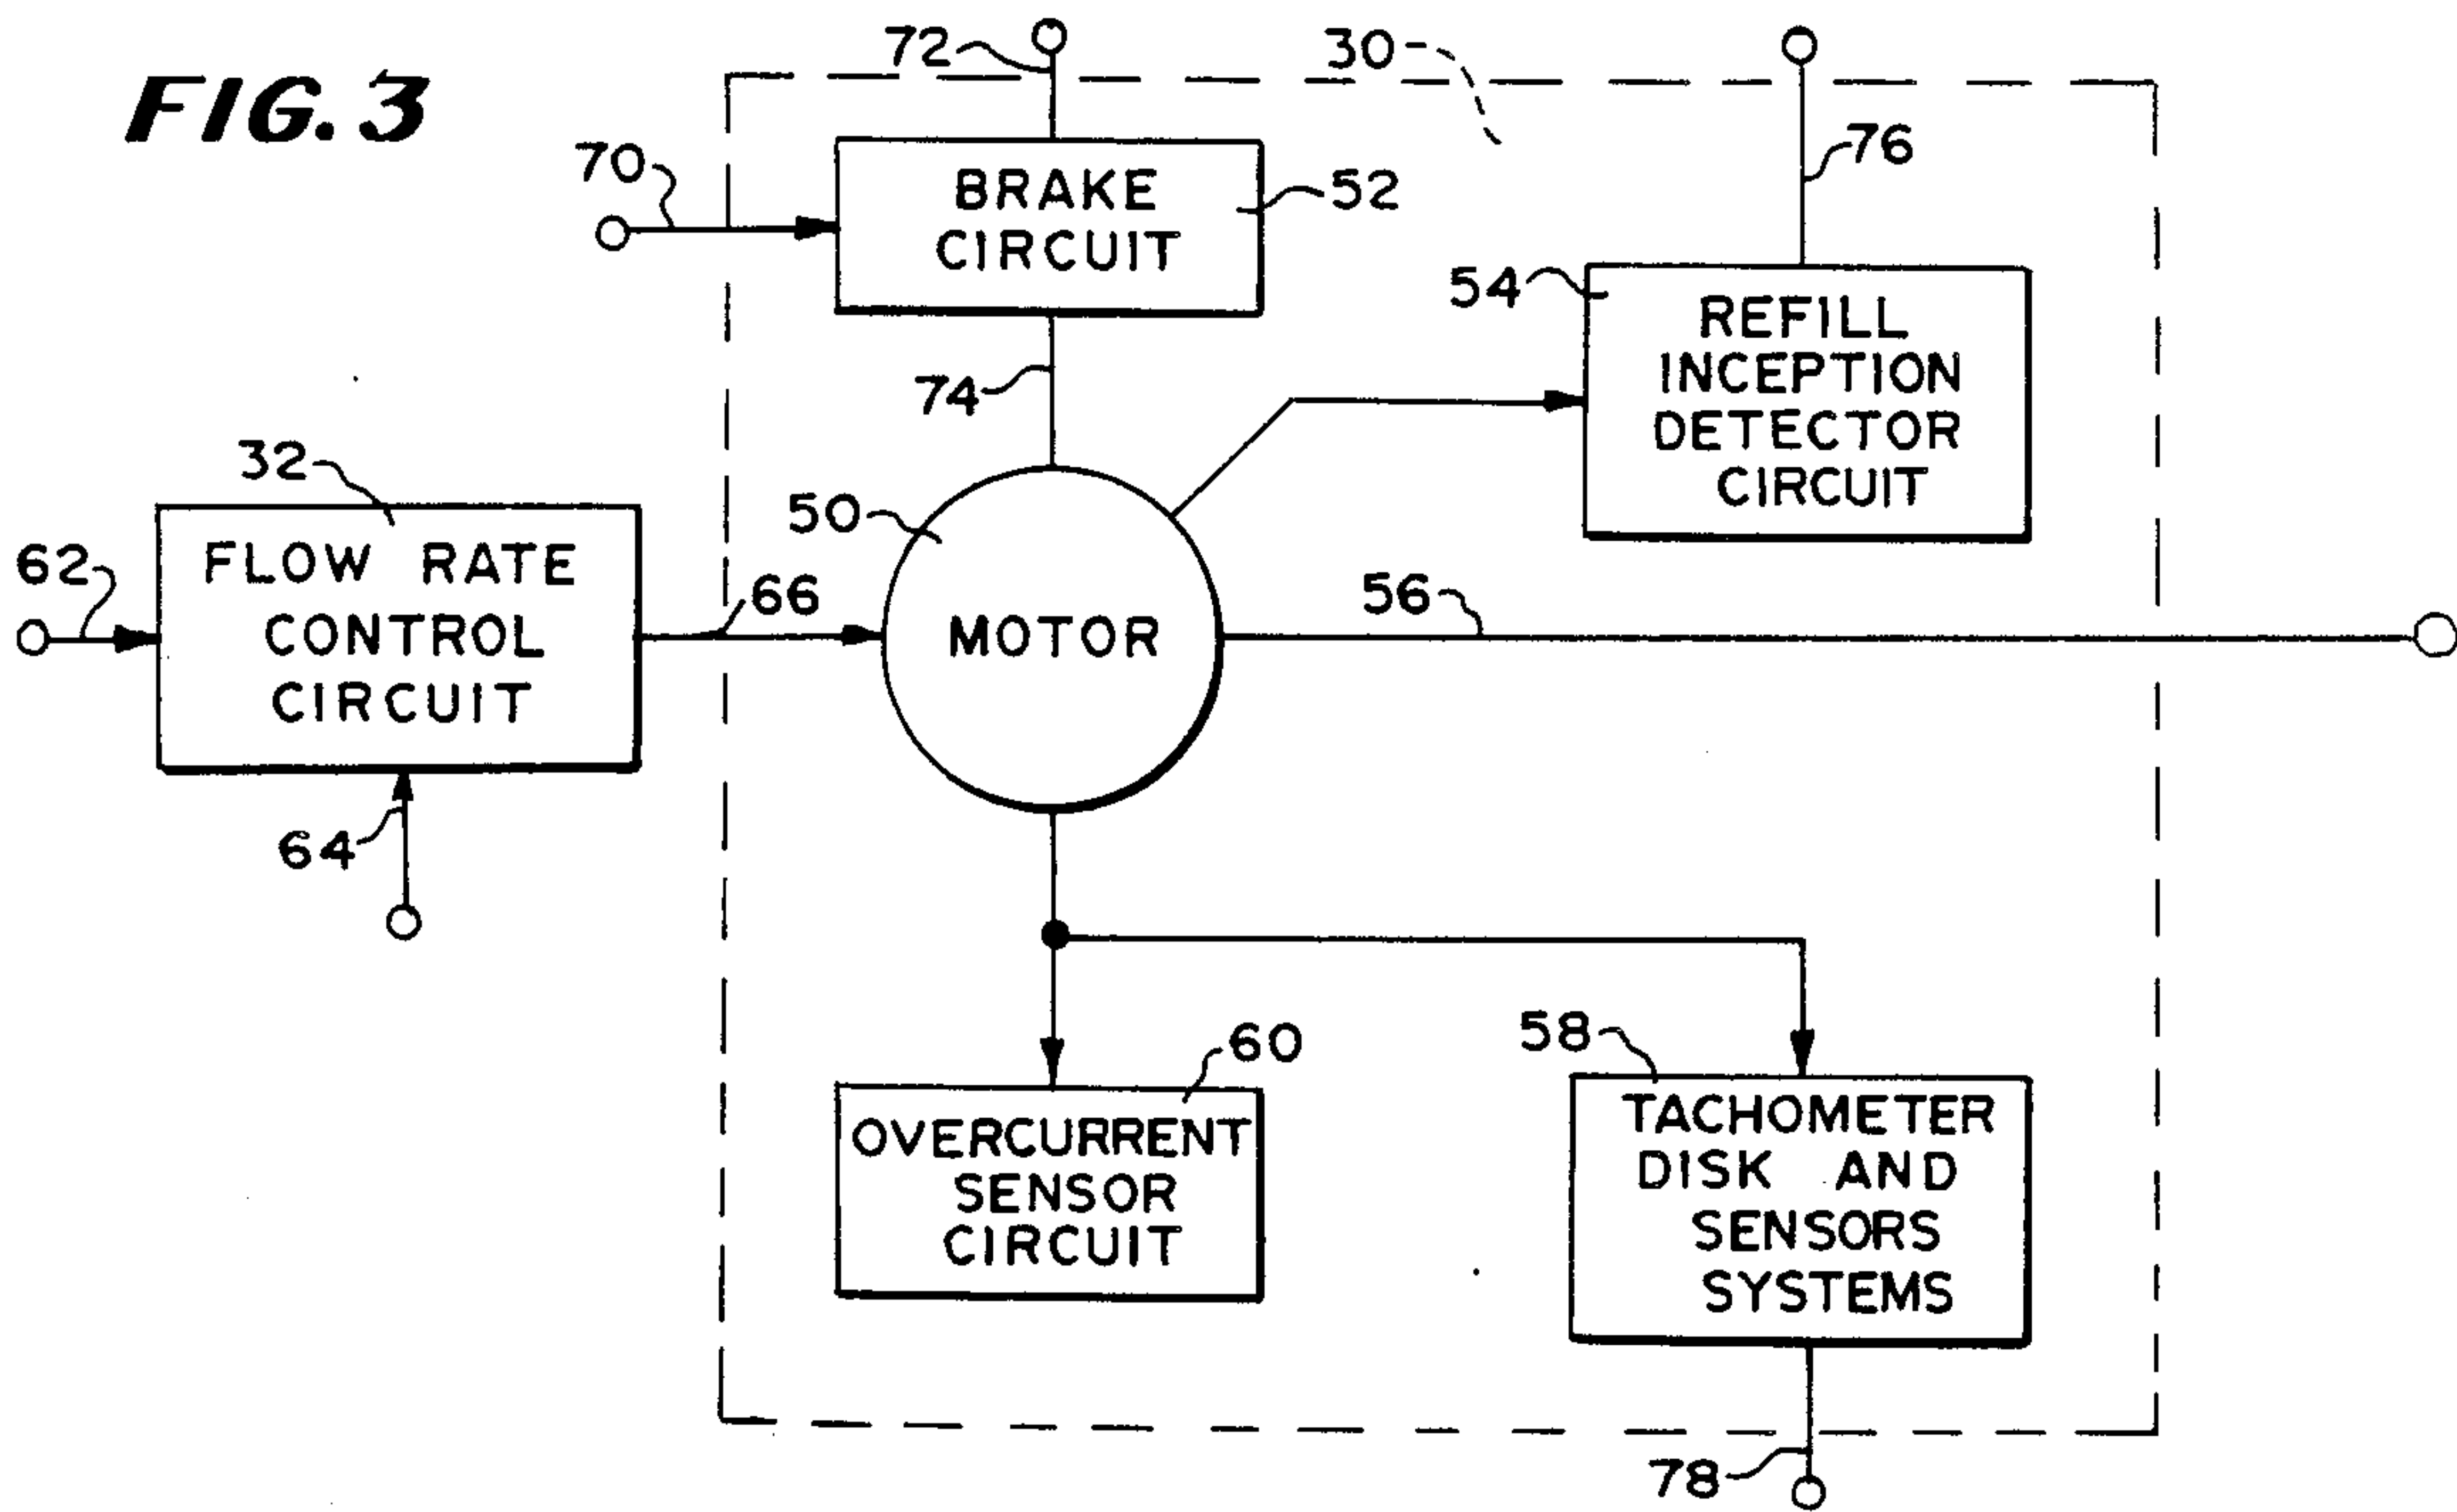 FIG. 3
72
30
70
76
BRAKE
CIRCUIT
52
54
REFILL
INCEPTION
DETECTOR
CIRCUIT
74
32
50
62
FLOW RATE
CONTROL
CIRCUIT
66
MOTOR
56
64
60
58
OVERCURRENT
SENSOR
CIRCUIT
TACHOMETER
DISK AND
SENSORS
SYSTEMS
78